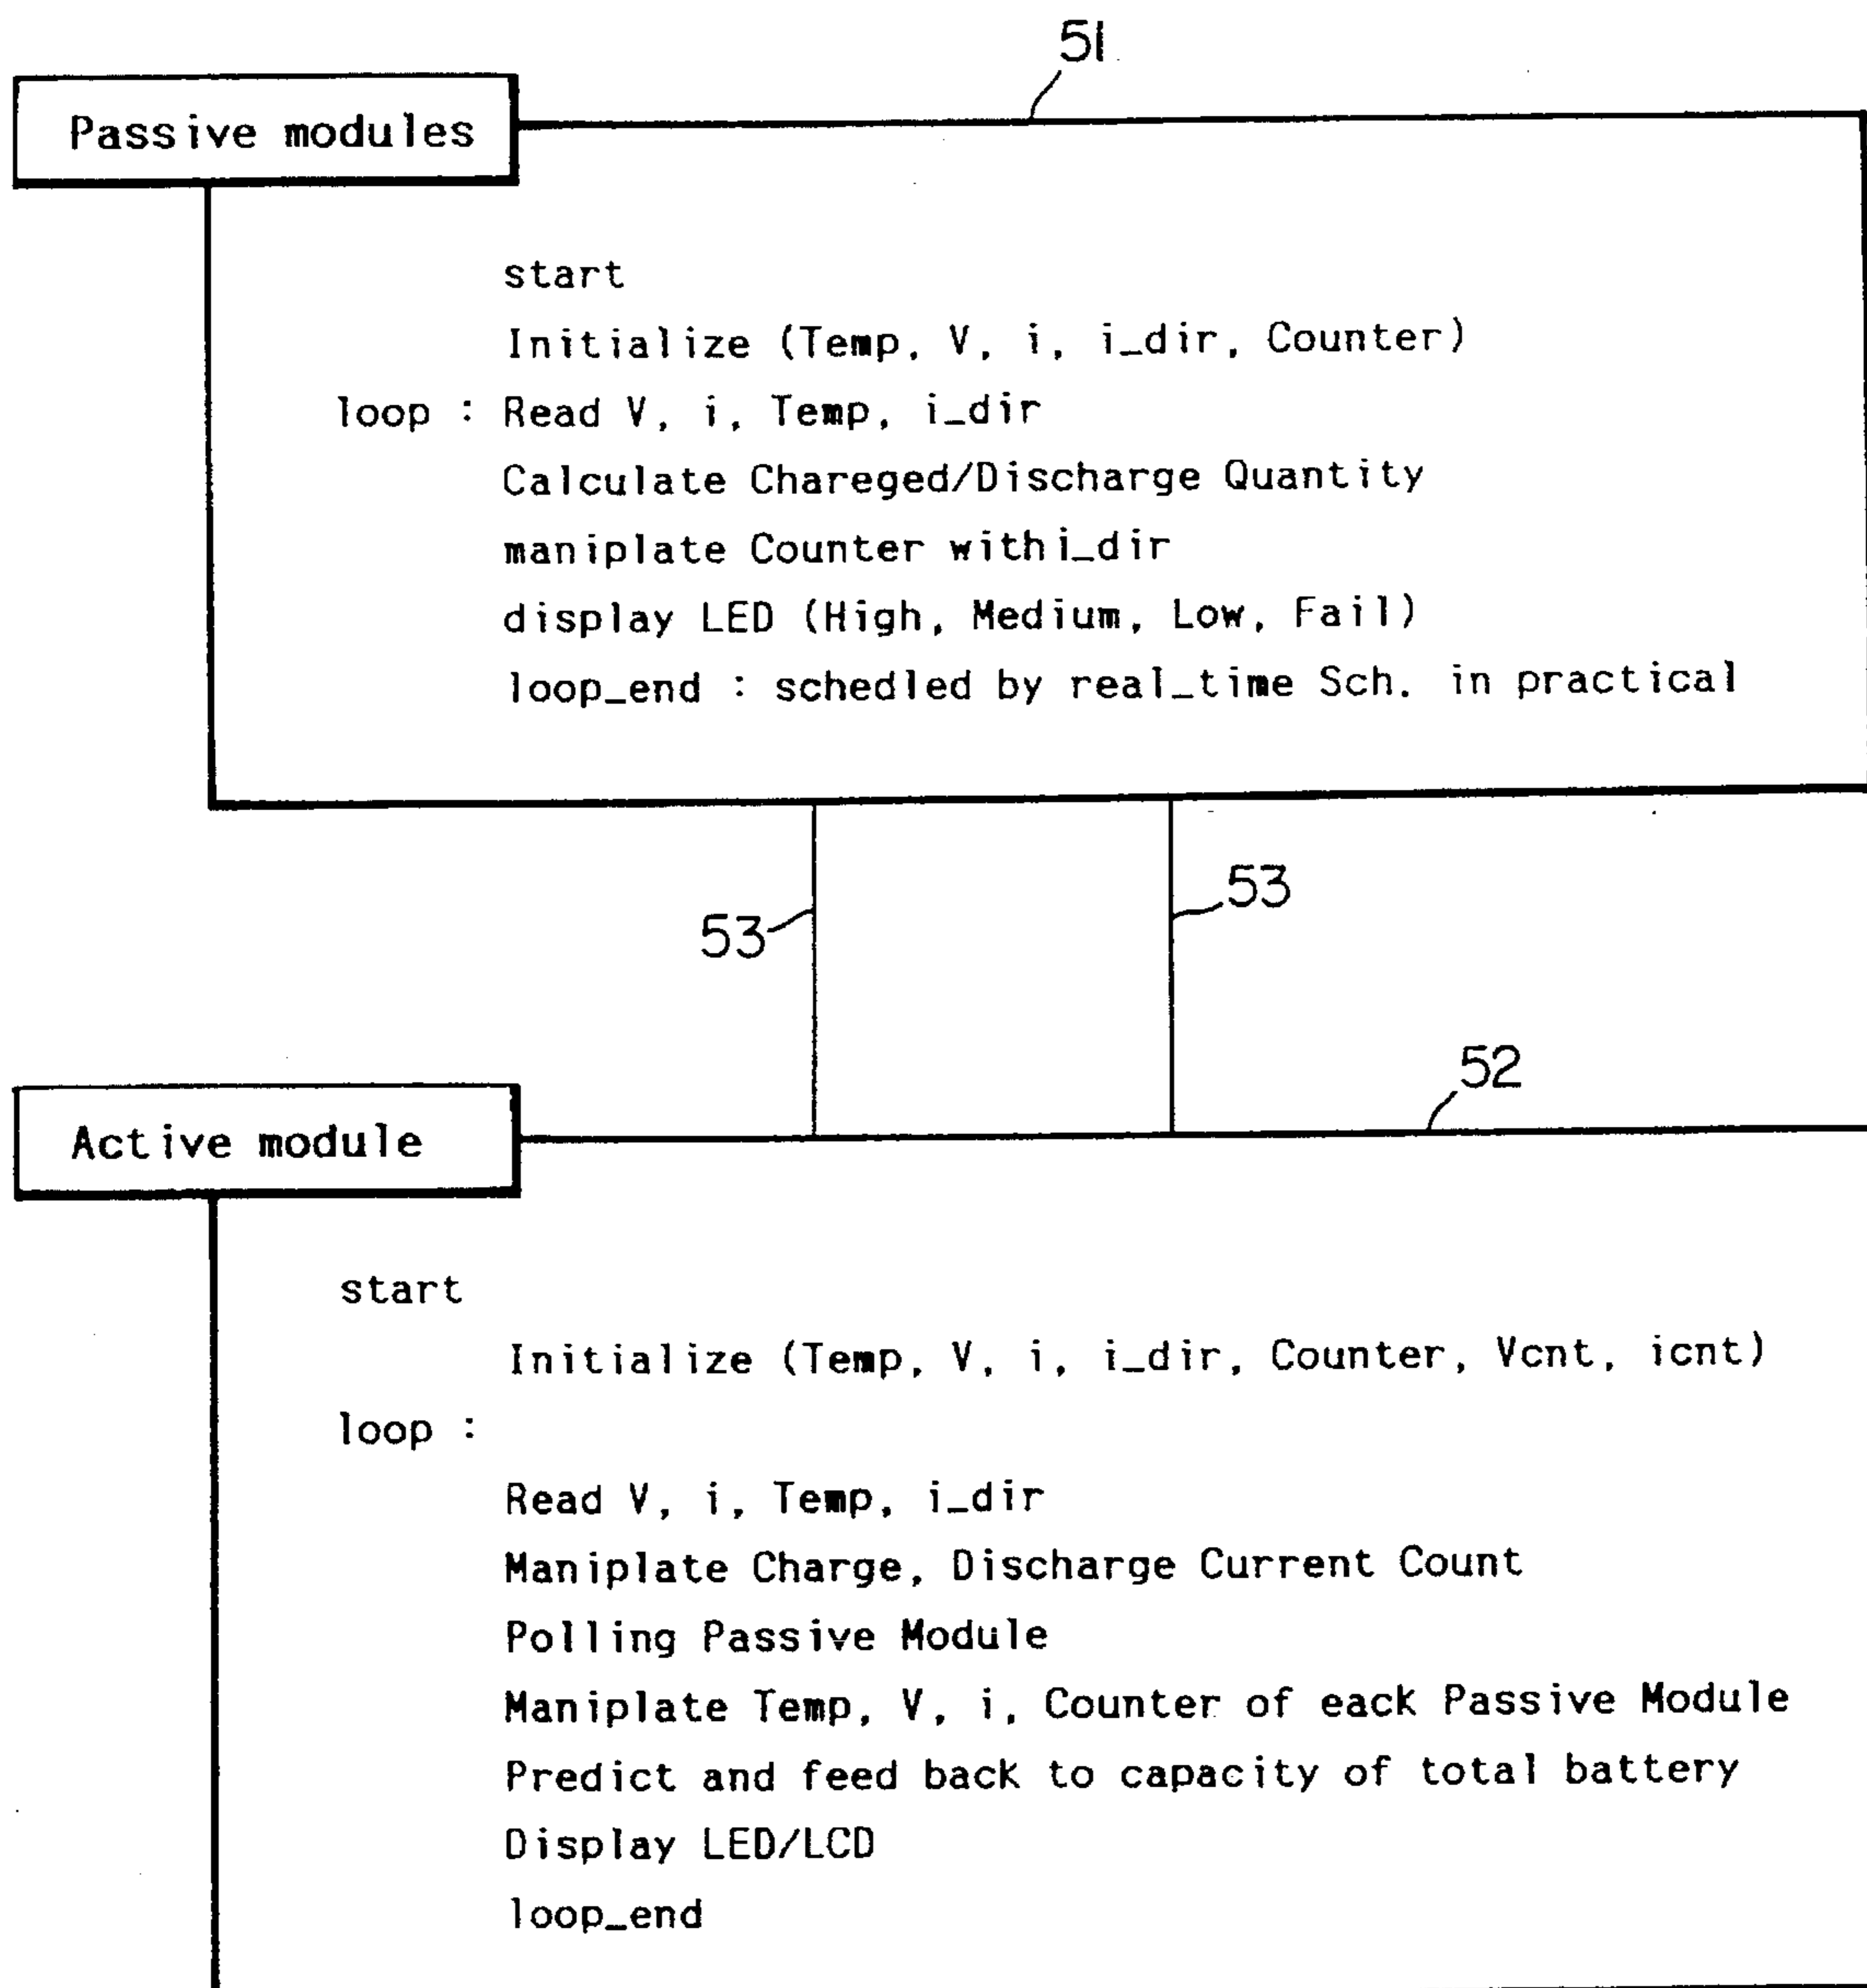 51
Passive modules
start
Initialize (Temp, V, i, i_dir, Counter)
loop : Read V, i, Temp, i_dir
Calculate Chareged/Discharge Quantity
maniplate Counter withi_dir
display LED (High, Medium, Low, Fail)
loop_end : schedled by real_time Sch. in practical
53
53
52
Active module
start
Initialize (Temp, V, i, i_dir, Counter, Vcnt, icnt)
loop :
Read V, i, Temp, i_dir
Maniplate Charge, Discharge Current Count
Polling Passive Module
Maniplate Temp, V, i, Counter of eack Passive Module
Predict and feed back to capacity of total battery
Display LED/LCD
loop_end